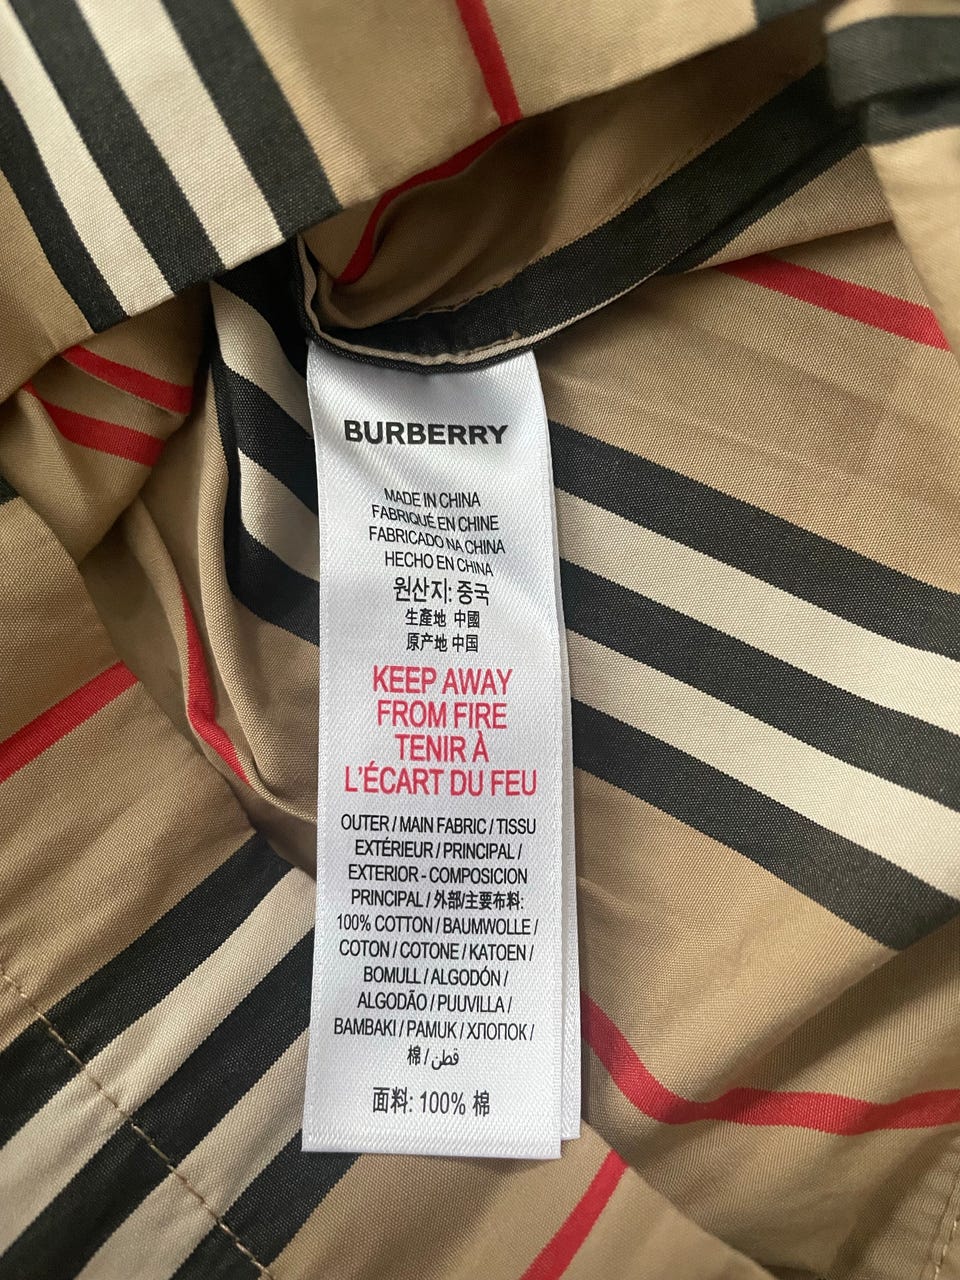 BURBERRY
MADE IN CHINA
FABRIQUÉ EN CHINE
FABRICADO NA CHINA
HECHO EN CHINA
원산지: 중국
生產地 中國
原产地 中国
KEEP AWAY
FROM FIRE
TENIR À
L'ÉCART DU FEU
OUTER / MAIN FABRIC / TISSU
EXTÉRIEUR / PRINCIPAL /
EXTERIOR - COMPOSICION
PRINCIPAL / 外部/主要布料:
100% COTTON / BAUMWOLLE /
COTON / COTONE / KATOEN /
BOMULL / ALGODÓN /
ALGODÃO / PUUVILLA /
BAMBAKI / PAMUK / ХЛОПОК /
棉 / قطن
面料: 100% 棉